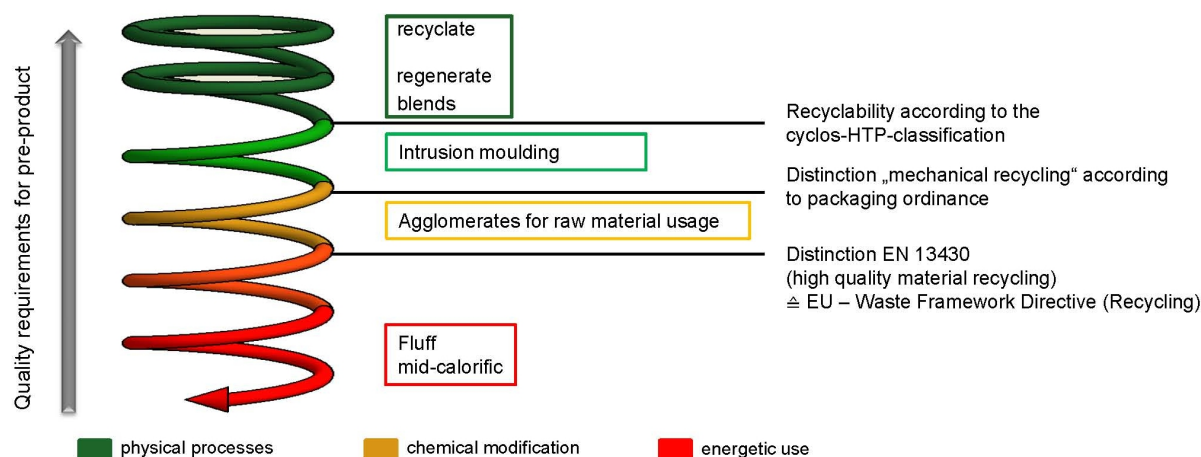 Quality requirements for pre-product
recyclate
regenerate
blends
Recyclability according to the
cyclos-HTP-classification
Intrusion moulding
Distinction „mechanical recycling“ according
to packaging ordinance
Agglomerates for raw material usage
Distinction EN 13430
(high quality material recycling)
≙ EU – Waste Framework Directive (Recycling)
Fluff
mid-calorific
physical processes
chemical modification
energetic use